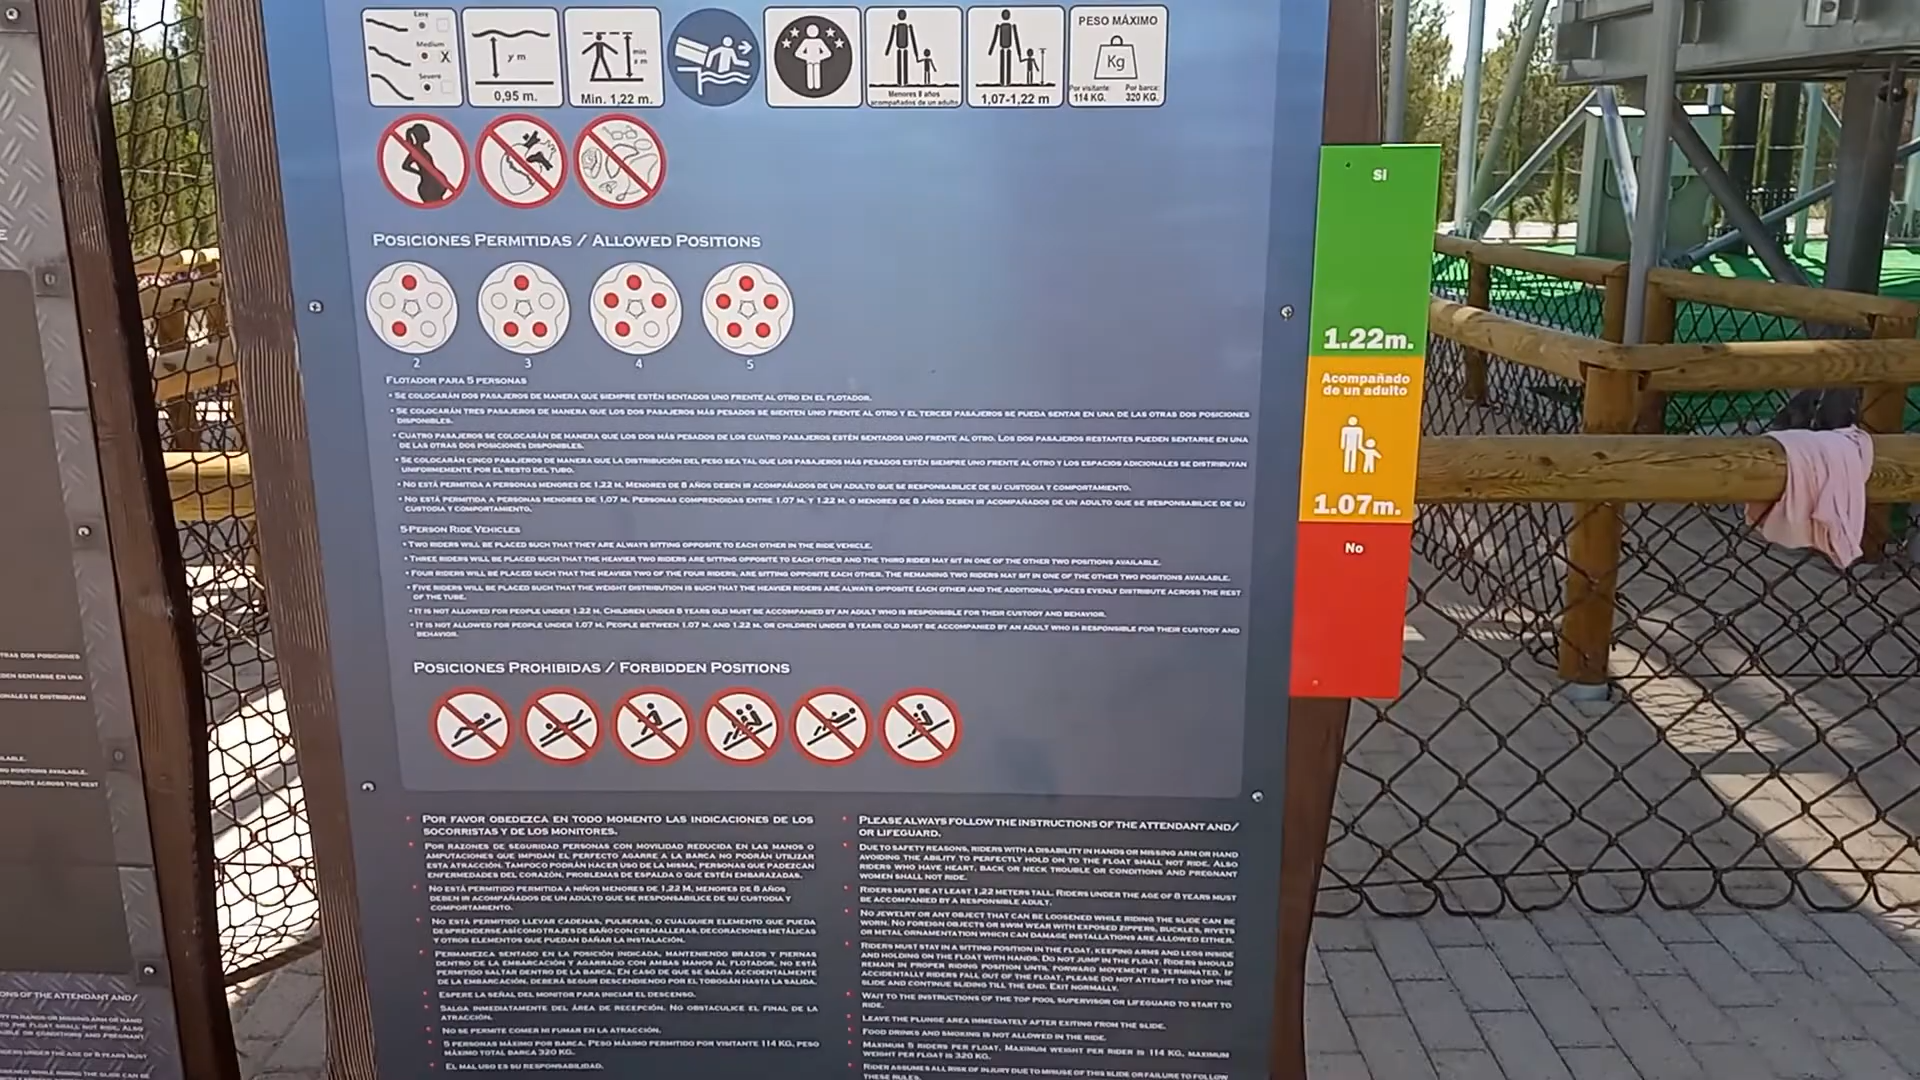 Low
Medium
X
Severe
y m
0,95 m.
min
x m
Min. 1,22 m.
Menores 8 años
acompañados de un adulto
1,07-1,22 m
PESO MÁXIMO
Kg
Por visitante:
114 KG.
Por barca:
320 KG.
POSICIONES PERMITIDAS / ALLOWED POSITIONS
2
3
4
5
FLOTADOR PARA 5 PERSONAS
• SE COLOCARÁN DOS PASAJEROS DE MANERA QUE SIEMPRE ESTÉN SENTADOS UNO FRENTE AL OTRO EN EL FLOTADOR.
• SE COLOCARÁN TRES PASAJEROS DE MANERA QUE LOS DOS PASAJEROS MÁS PESADOS SE SIENTEN UNO FRENTE AL OTRO Y EL TERCER PASAJEROS SE PUEDA SENTAR EN UNA DE LAS OTRAS DOS POSICIONES
DISPONIBLES.
• CUATRO PASAJEROS SE COLOCARÁN DE MANERA QUE LOS DOS MÁS PESADOS DE LOS CUATRO PASAJEROS ESTÉN SENTADOS UNO FRENTE AL OTRO. LOS DOS PASAJEROS RESTANTES PUEDEN SENTARSE EN UNA
DE LAS OTRAS DOS POSICIONES DISPONIBLES.
• SE COLOCARÁN CINCO PASAJEROS DE MANERA QUE LA DISTRIBUCIÓN DEL PESO SEA TAL QUE LOS PASAJEROS MÁS PESADOS ESTÉN SIEMPRE UNO FRENTE AL OTRO Y LOS ESPACIOS ADICIONALES SE DISTRIBUTAN
UNIFORMEMENTE POR EL RESTO DEL TUBO.
• NO ESTÁ PERMITIDA A PERSONAS MENORES DE 1.22 M. MENORES DE 8 AÑOS DEBEN IR ACOMPAÑADOS DE UN ADULTO QUE SE RESPONSABILICE DE SU CUSTODIA Y COMPORTAMIENTO.
• NO ESTÁ PERMITIDA A PERSONAS MENORES DE 1.07 M. PERSONAS COMPRENDIDAS ENTRE 1.07 M. Y 1.22 M. O MENORES DE 8 AÑOS DEBEN IR ACOMPAÑADOS DE UN ADULTO QUE SE RESPONSABILICE DE SU
CUSTODIA Y COMPORTAMIENTO.
5-PERSON RIDE VEHICLES
• TWO RIDERS WILL BE PLACED SUCH THAT THEY ARE ALWAYS SITTING OPPOSITE TO EACH OTHER IN THE RIDE VEHICLE.
• THREE RIDERS WILL BE PLACED SUCH THAT THE HEAVIER TWO RIDERS ARE SITTING OPPOSITE TO EACH OTHER AND THE THIRD RIDER MAY SIT IN ONE OF THE OTHER TWO POSITIONS AVAILABLE.
• FOUR RIDERS WILL BE PLACED SUCH THAT THE HEAVIER TWO OF THE FOUR RIDERS, ARE SITTING OPPOSITE EACH OTHER. THE REMAINING TWO RIDERS MAY SIT IN ONE OF THE OTHER TWO POSITIONS AVAILABLE.
• FIVE RIDERS WILL BE PLACED SUCH THAT THE WEIGHT DISTRIBUTION IS SUCH THAT THE HEAVIER RIDERS ARE ALWAYS OPPOSITE EACH OTHER AND THE ADDITIONAL SPACES EVENLY DISTRIBUTE ACROSS THE REST
OF THE TUBE.
• IT IS NOT ALLOWED FOR PEOPLE UNDER 1.22 M. CHILDREN UNDER 8 YEARS OLD MUST BE ACCOMPANIED BY AN ADULT WHO IS RESPONSIBLE FOR THEIR CUSTODY AND BEHAVIOR.
• IT IS NOT ALLOWED FOR PEOPLE UNDER 1.07 M. PEOPLE BETWEEN 1.07 M. AND 1.22 M. OR CHILDREN UNDER 8 YEARS OLD MUST BE ACCOMPANIED BY AN ADULT WHO IS RESPONSIBLE FOR THEIR CUSTODY AND
BEHAVIOR.
POSICIONES PROHIBIDAS / FORBIDDEN POSITIONS
• POR FAVOR OBEDEZCA EN TODO MOMENTO LAS INDICACIONES DE LOS
SOCORRISTAS Y DE LOS MONITORES.
• POR RAZONES DE SEGURIDAD PERSONAS CON MOVILIDAD REDUCIDA EN LAS MANOS O
AMPUTACIONES QUE IMPIDAN EL PERFECTO AGARRE A LA BARCA NO PODRÁN UTILIZAR
ESTA ATRACCIÓN. TAMPOCO PODRÁN HACER USO DE LA MISMA, PERSONAS QUE PADEZCAN
ENFERMEDADES DEL CORAZÓN, PROBLEMAS DE ESPALDA O QUE ESTÉN EMBARAZADAS.
• NO ESTÁ PERMITIDO PERMITIDA A NIÑOS MENORES DE 1,22 M, MENORES DE 8 AÑOS
DEBEN IR ACOMPAÑADOS DE UN ADULTO QUE SE RESPONSABILICE DE SU CUSTODIA Y
COMPORTAMIENTO.
• NO ESTÁ PERMITIDO LLEVAR CADENAS, PULSERAS, O CUALQUIER ELEMENTO QUE PUEDA
DESPRENDERSE ASÍ COMO TRAJES DE BAÑO CON CREMALLERAS, DECORACIONES METÁLICAS
Y OTROS ELEMENTOS QUE PUEDAN DAÑAR LA INSTALACIÓN.
• PERMANEZCA SENTADO EN LA POSICIÓN INDICADA, MANTENIENDO BRAZOS Y PIERNAS
DENTRO DE LA EMBARCACIÓN Y AGARRADO CON AMBAS MANOS AL FLOTADOR, NO ESTÁ
PERMITIDO SALTAR DENTRO DE LA BARCA. EN CASO DE QUE SE SALGA ACCIDENTALMENTE
DE LA EMBARCACIÓN, DEBERÁ SEGUIR DESCENDIENDO POR EL TOBOGÁN HASTA LA SALIDA.
• ESPERE LA SEÑAL DEL MONITOR PARA INICIAR EL DESCENSO.
• SALGA INMEDIATAMENTE DEL ÁREA DE RECEPCIÓN. NO OBSTACULICE EL FINAL DE LA
ATRACCIÓN.
• NO SE PERMITE COMER NI FUMAR EN LA ATRACCIÓN.
• 5 PERSONAS MÁXIMO POR BARCA. PESO MÁXIMO PERMITIDO POR VISITANTE 114 KG, PESO
MÁXIMO TOTAL BARCA 320 KG.
• EL MAL USO ES SU RESPONSABILIDAD.
• PLEASE ALWAYS FOLLOW THE INSTRUCTIONS OF THE ATTENDANT AND/
OR LIFEGUARD.
• DUE TO SAFETY REASONS, RIDERS WITH A DISABILITY IN HANDS OR MISSING ARM OR HAND
AVOIDING THE ABILITY TO PERFECTLY HOLD ON TO THE FLOAT SHALL NOT RIDE. ALSO
RIDERS WHO HAVE HEART, BACK OR NECK TROUBLE OR CONDITIONS AND PREGNANT
WOMEN SHALL NOT RIDE.
• RIDERS MUST BE AT LEAST 1,22 METERS TALL. RIDERS UNDER THE AGE OF 8 YEARS MUST
BE ACCOMPANIED BY A RESPONSIBLE ADULT.
• NO JEWELRY OR ANY OBJECT THAT CAN BE LOOSENED WHILE RIDING THE SLIDE CAN BE
WORN. NO FOREIGN OBJECTS OR SWIM WEAR WITH EXPOSED ZIPPERS, BUCKLES, RIVETS
OR METAL ORNAMENTATION WHICH CAN DAMAGE INSTALLATIONS ARE ALLOWED EITHER.
• RIDERS MUST STAY IN A SITTING POSITION IN THE FLOAT, KEEPING ARMS AND LEGS INSIDE
AND HOLDING ON THE FLOAT WITH HANDS. DO NOT JUMP IN THE FLOAT. RIDERS SHOULD
REMAIN IN PROPER RIDING POSITION UNTIL FORWARD MOVEMENT IS TERMINATED. IF
ACCIDENTALLY RIDERS FALL OUT OF THE FLOAT, PLEASE DO NOT ATTEMPT TO STOP THE
SLIDE AND CONTINUE SLIDING TILL THE END. EXIT NORMALLY.
• WAIT TO THE INSTRUCTIONS OF THE TOP POOL SUPERVISOR OR LIFEGUARD TO START TO
RIDE.
• LEAVE THE PLUNGE AREA IMMEDIATELY AFTER EXITING FROM THE SLIDE.
• FOOD DRINKS AND SMOKING IS NOT ALLOWED IN THE RIDE.
• MAXIMUM 5 RIDERS PER FLOAT. MAXIMUM WEIGHT PER RIDER IS 114 KG, MAXIMUM
WEIGHT PER FLOAT IS 320 KG.
• RIDER ASSUMES ALL RISK OF INJURY DUE TO MISUSE OF THIS SLIDE OR FAILURE TO FOLLOW
THESE RULES.
SI
1.22m.
Acompañado
de un adulto
1.07m.
No